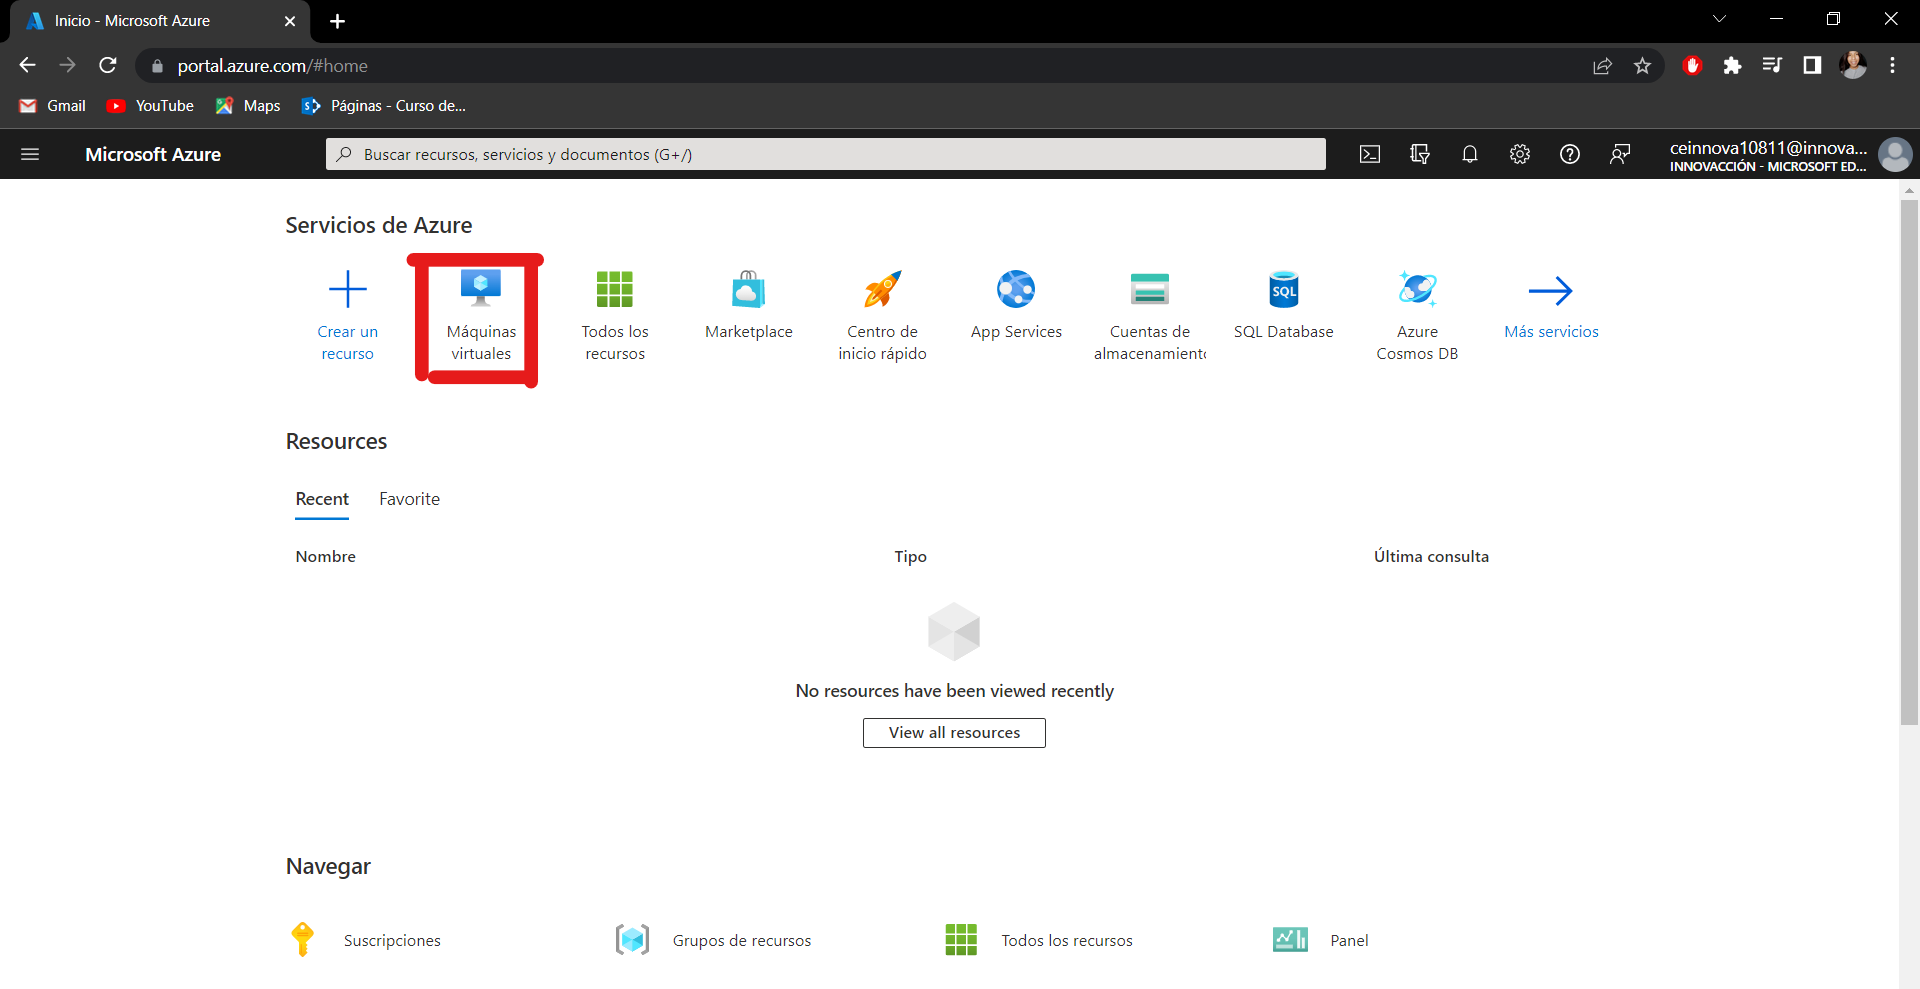 Inicio - Microsoft Azure
portal.azure.com/#home
Gmail
YouTube
Maps
Páginas - Curso de...
Microsoft Azure
Buscar recursos, servicios y documentos (G+/)
ceinnova10811@innova...
INNOVACCIÓN - MICROSOFT ED...
Servicios de Azure
Crear un
recurso
Máquinas
virtuales
Todos los
recursos
Marketplace
Centro de
inicio rápido
App Services
Cuentas de
almacenamiento
SQL
SQL Database
Azure
Cosmos DB
Más servicios
Resources
Recent
Favorite
Nombre
Tipo
Última consulta
No resources have been viewed recently
View all resources
Navegar
Suscripciones
Grupos de recursos
Todos los recursos
Panel